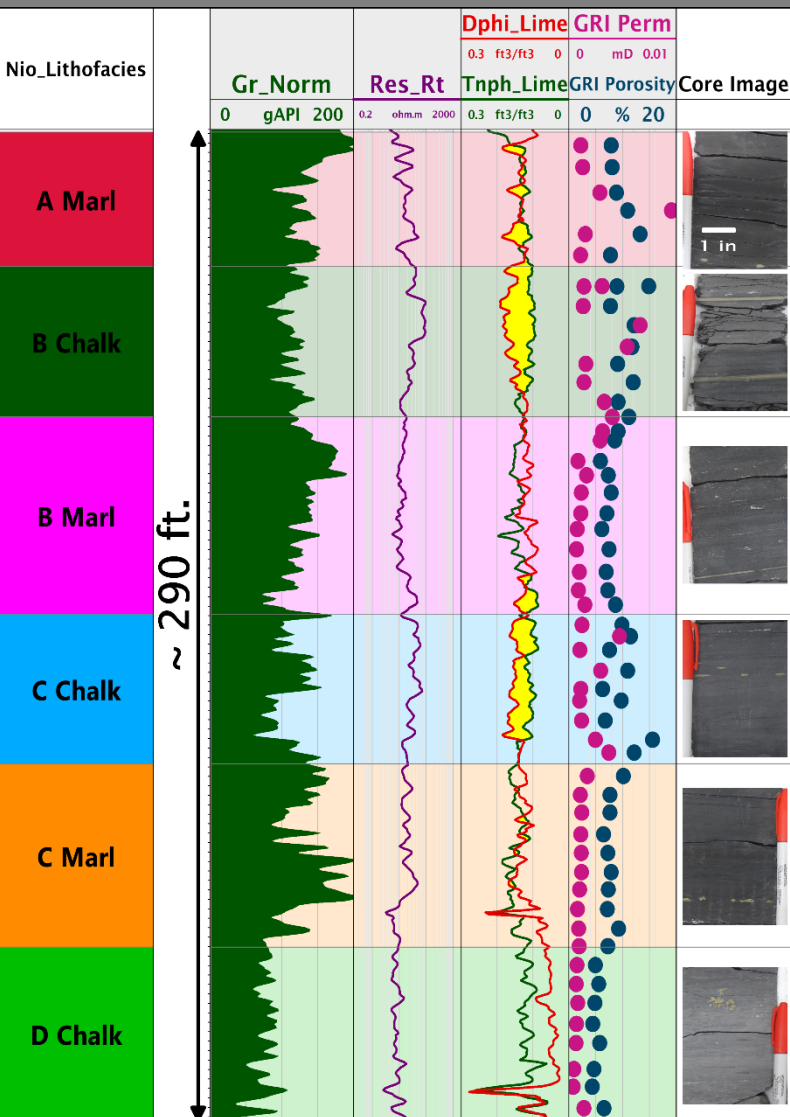 Nio_Lithofacies
Gr_Norm
0 gAPI 200
Res_Rt
0.2 ohm.m 2000
Dphi_Lime
0.3 ft3/ft3 0
Tnph_Lime
0.3 ft3/ft3 0
GRI Perm
0 mD 0.01
GRI Porosity
0 % 20
Core Image
A Marl
1 in
B Chalk
B Marl
~ 290 ft.
C Chalk
C Marl
D Chalk